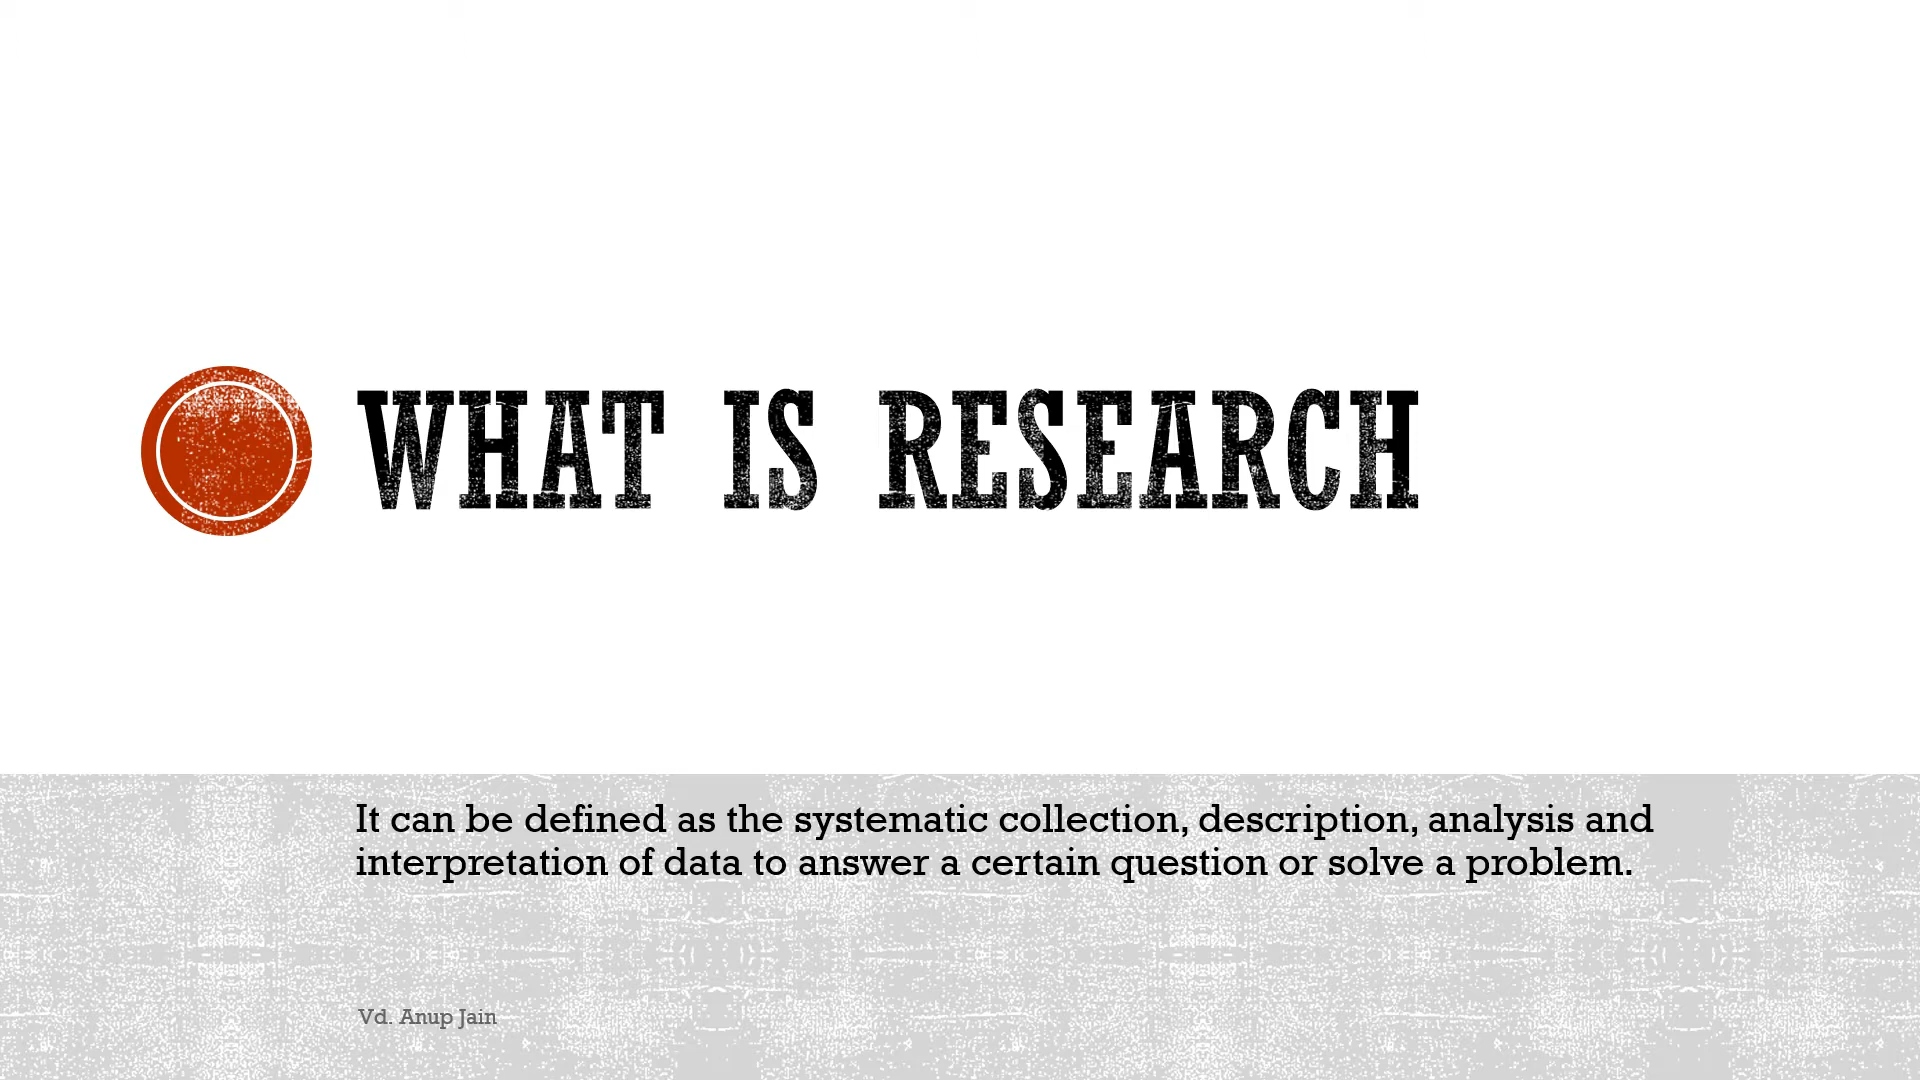 WHAT IS RESEARCH
It can be defined as the systematic collection, description, analysis and
interpretation of data to answer a certain question or solve a problem.
Vd. Anup Jain